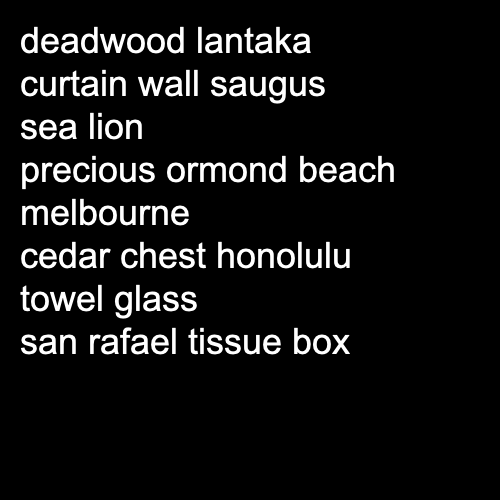 deadwood lantaka
curtain wall saugus
sea lion
precious ormond beach
melbourne
cedar chest honolulu
towel glass
san rafael tissue box